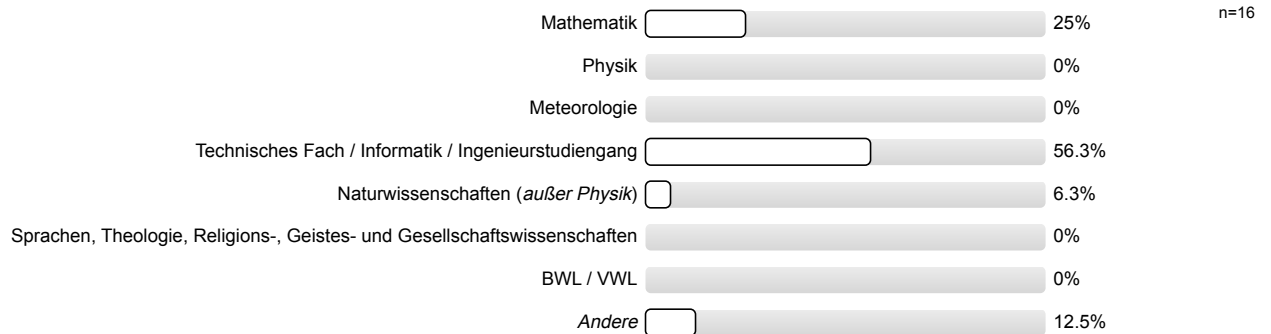 Mathematik 25% n=16
Physik 0%
Meteorologie 0%
Technisches Fach / Informatik / Ingenieurstudiengang 56.3%
Naturwissenschaften (außer Physik) 6.3%
Sprachen, Theologie, Religions-, Geistes- und Gesellschaftswissenschaften 0%
BWL / VWL 0%
Andere 12.5%